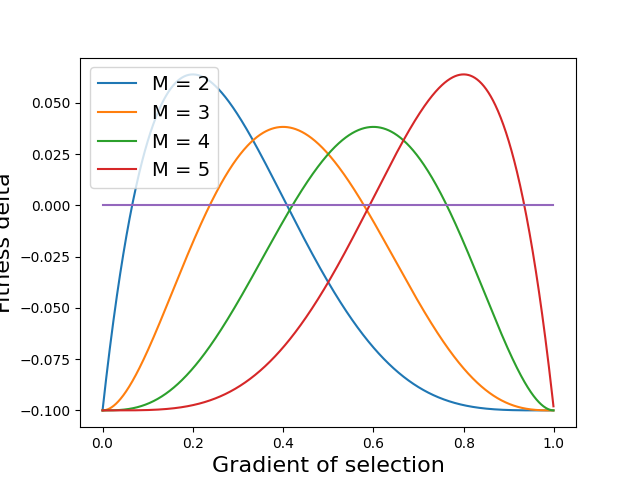 M = 2
M = 3
M = 4
M = 5
0.050
0.025
0.000
−0.025
−0.050
−0.075
−0.100
Fitness delta
0.0 0.2 0.4 0.6 0.8 1.0
Gradient of selection